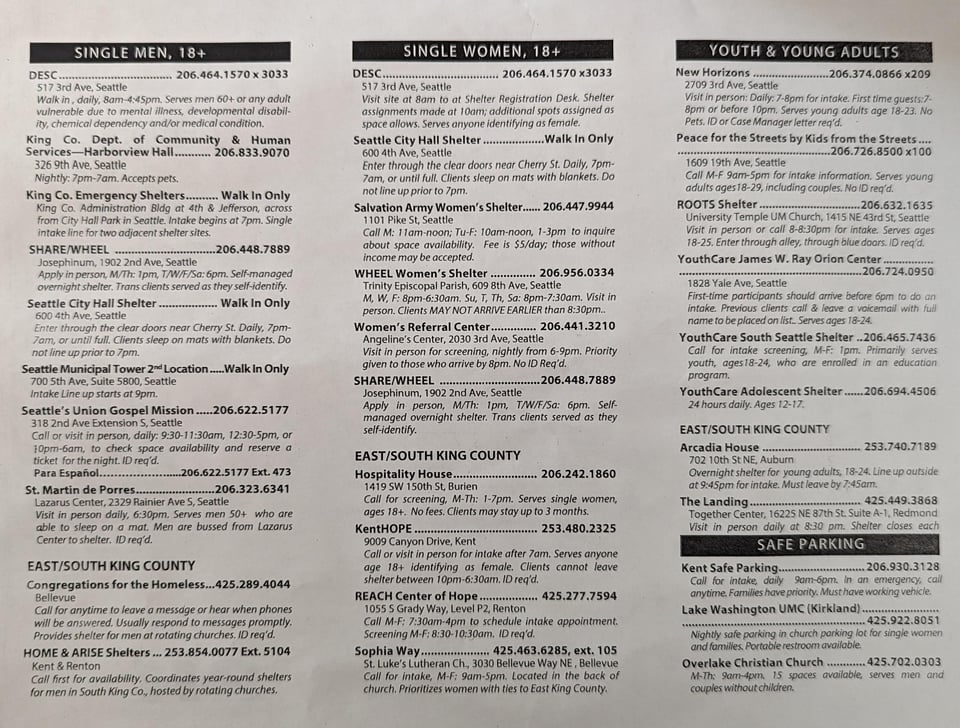 SINGLE MEN, 18+
DESC................................ 206.464.1570 x 3033
517 3rd Ave, Seattle
Walk in , daily, 8am-4:45pm. Serves men 60+ or any adult
vulnerable due to mental illness, developmental disabil-
ity, chemical dependency and/or medical condition.
King Co. Dept. of Community & Human
Services—Harborview Hall.......... 206.833.9070
326 9th Ave, Seattle
Nightly: 7pm-7am. Accepts pets.
King Co. Emergency Shelters......... Walk In Only
King Co. Administration Bldg at 4th & Jefferson, across
from City Hall Park in Seattle. Intake begins at 7pm. Single
intake line for two adjacent shelter sites.
SHARE/WHEEL .............................206.448.7889
Josephinum, 1902 2nd Ave, Seattle
Apply in person, M/Th: 1pm, T/W/F/Sa: 6pm. Self-managed
overnight shelter. Trans clients served as they self-identify.
Seattle City Hall Shelter ................. Walk In Only
600 4th Ave, Seattle
Enter through the clear doors near Cherry St. Daily, 7pm-
7am, or until full. Clients sleep on mats with blankets. Do
not line up prior to 7pm.
Seattle Municipal Tower 2nd Location .....Walk In Only
700 5th Ave, Suite 5800, Seattle
Intake Line up starts at 9pm.
Seattle's Union Gospel Mission .....206.622.5177
318 2nd Ave Extension S, Seattle
Call or visit in person, daily: 9:30-11:30am, 12:30-5pm, or
10pm-6am, to check space availability and reserve a
ticket for the night. ID req'd.
Para Español......................206.622.5177 Ext. 473
St. Martin de Porres......................206.323.6341
Lazarus Center, 2329 Rainier Ave S, Seattle
Visit in person daily, 6:30pm. Serves men 50+ who are
able to sleep on a mat. Men are bussed from Lazarus
Center to shelter. ID req'd.
EAST/SOUTH KING COUNTY
Congregations for the Homeless...425.289.4044
Bellevue
Call for anytime to leave a message or hear when phones
will be answered. Usually respond to messages promptly.
Provides shelter for men at rotating churches. ID req'd.
HOME & ARISE Shelters ... 253.854.0077 Ext. 5104
Kent & Renton
Call first for availability. Coordinates year-round shelters
for men in South King Co., hosted by rotating churches.
SINGLE WOMEN, 18+
DESC.................................. 206.464.1570 x3033
517 3rd Ave, Seattle
Visit site at 8am to at Shelter Registration Desk. Shelter
assignments made at 10am; additional spots assigned as
space allows. Serves anyone identifying as female.
Seattle City Hall Shelter ..................Walk In Only
600 4th Ave, Seattle
Enter through the clear doors near Cherry St. Daily, 7pm-
7am, or until full. Clients sleep on mats with blankets. Do
not line up prior to 7pm.
Salvation Army Women's Shelter...... 206.447.9944
1101 Pike St, Seattle
Call M: 11am-noon; Tu-F: 10am-noon, 1-3pm to inquire
about space availability. Fee is $5/day; those without
income may be accepted.
WHEEL Women's Shelter .............. 206.956.0334
Trinity Episcopal Parish, 609 8th Ave, Seattle
M, W, F: 8pm-6:30am. Su, T, Th, Sa: 8pm-7:30am. Visit in
person. Clients MAY NOT ARRIVE EARLIER than 8:30pm..
Women's Referral Center.............. 206.441.3210
Angeline's Center, 2030 3rd Ave, Seattle
Visit in person for screening, nightly from 6-9pm. Priority
given to those who arrive by 8pm. No ID Req'd.
SHARE/WHEEL .............................206.448.7889
Josephinum, 1902 2nd Ave, Seattle
Apply in person, M/Th: 1pm, T/W/F/Sa: 6pm. Self-
managed overnight shelter. Trans clients served as they
self-identify.
EAST/SOUTH KING COUNTY
Hospitality House......................... 206.242.1860
1419 SW 150th St, Burien
Call for screening, M-Th: 1-7pm. Serves single women,
ages 18+. No fees. Clients may stay up to 3 months.
KentHOPE ................................... 253.480.2325
9009 Canyon Drive, Kent
Call or visit in person for intake after 7am. Serves anyone
age 18+ identifying as female. Clients cannot leave
shelter between 10pm-6:30am. ID req'd.
REACH Center of Hope.................. 425.277.7594
1055 S Grady Way, Level P2, Renton
Call M-F: 7:30am-4pm to schedule intake appointment.
Screening M-F: 8:30-10:30am. ID req'd.
Sophia Way ....................425.463.6285, ext. 105
St. Luke's Lutheran Ch., 3030 Bellevue Way NE , Bellevue
Call for intake, M-F: 9am-5pm. Located in the back of
church. Prioritizes women with ties to East King County.
YOUTH & YOUNG ADULTS
New Horizons ....................206.374.0866 x209
2709 3rd Ave, Seattle
Visit in person: Daily: 7-8pm for intake. First time guests:7-
8pm or before 10pm. Serves young adults age 18-23. No
Pets. ID or Case Manager letter req'd.
Peace for the Streets by Kids from the Streets ....
........................................206.726.8500 x100
1609 19th Ave, Seattle
Call M-F 9am-5pm for intake information. Serves young
adults ages18-29, including couples. No ID req'd.
ROOTS Shelter ............................206.632.1635
University Temple UM Church, 1415 NE 43rd St, Seattle
Visit in person or call 8-8:30pm for intake. Serves ages
18-25. Enter through alley, through blue doors. ID req'd.
YouthCare James W. Ray Orion Center ...............
..............................................206.724.0950
1828 Yale Ave, Seattle
First-time participants should arrive before 6pm to do an
intake. Previous clients call & leave a voicemail with full
name to be placed on list.. Serves ages 18-24.
YouthCare South Seattle Shelter ..206.465.7436
Call for intake screening, M-F: 1pm. Primarily serves
youth, ages18-24, who are enrolled in an education
program.
YouthCare Adolescent Shelter ......206.694.4506
24 hours daily. Ages 12-17.
EAST/SOUTH KING COUNTY
Arcadia House ............................. 253.740.7189
702 10th St NE, Auburn
Overnight shelter for young adults, 18-24. Line up outside
at 9:45pm for intake. Must leave by 7:45am.
The Landing................................ 425.449.3868
Together Center, 16225 NE 87th St. Suite A-1, Redmond
Visit in person daily at 8:30 pm. Shelter closes each
SAFE PARKING
Kent Safe Parking......................... 206.930.3128
Call for intake, daily 9am-6pm. In an emergency, call
anytime. Families have priority. Must have working vehicle.
Lake Washington UMC (Kirkland) ....................
.............................................. 425.922.8051
Nightly safe parking in church parking lot for single women
and families. Portable restroom available.
Overlake Christian Church ...........425.702.0303
M-Th: 9am-4pm. 15 spaces available, serves men and
couples without children.